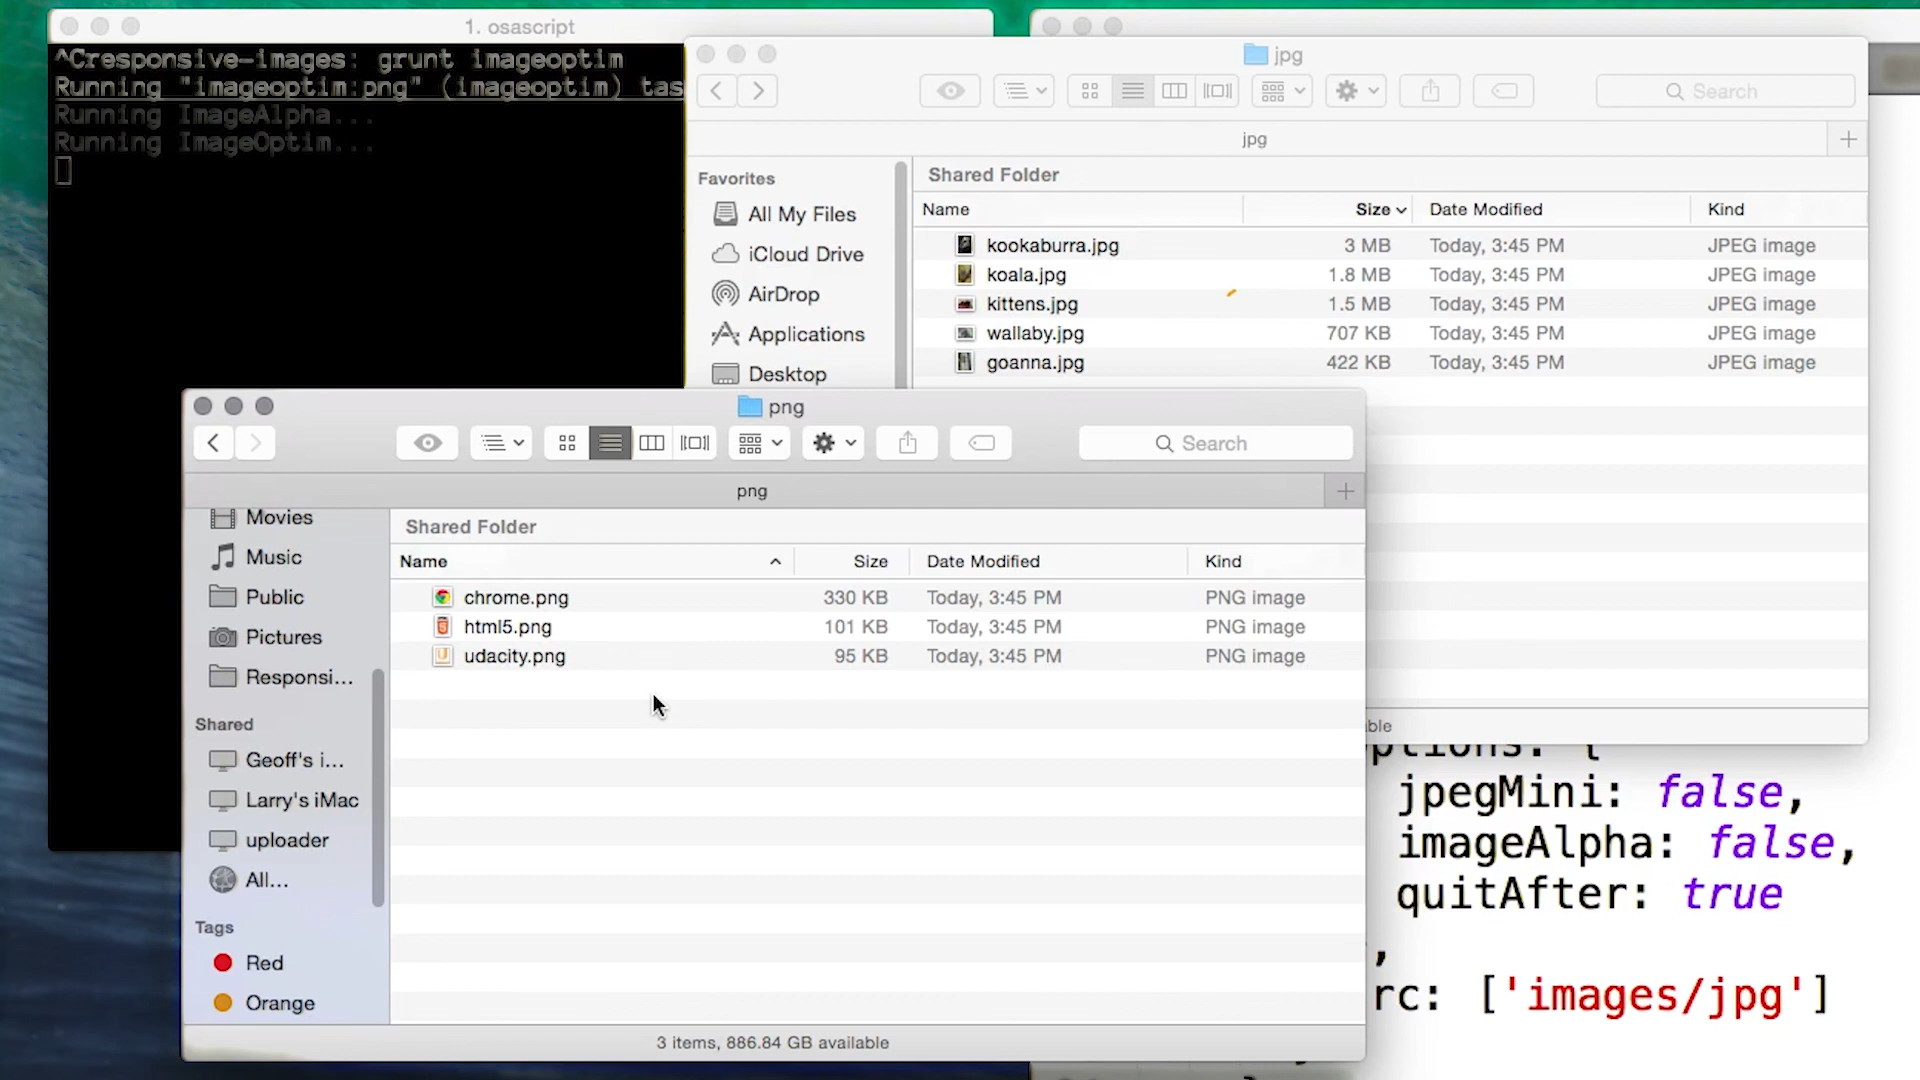 1. osascript
^Cresponsive-images: grunt imageoptim
Running "imageoptim:png" (imageoptim) tas
Running ImageAlpha...
Running ImageOptim...
jpg
Search
jpg
Favorites
All My Files
iCloud Drive
AirDrop
Applications
Desktop
Shared Folder
Name Size Date Modified Kind
kookaburra.jpg 3 MB Today, 3:45 PM JPEG image
koala.jpg 1.8 MB Today, 3:45 PM JPEG image
kittens.jpg 1.5 MB Today, 3:45 PM JPEG image
wallaby.jpg 707 KB Today, 3:45 PM JPEG image
goanna.jpg 422 KB Today, 3:45 PM JPEG image
png
Search
png
Movies
Music
Public
Pictures
Responsi...
Shared
Geoff's i...
Larry's iMac
uploader
All...
Tags
Red
Orange
Shared Folder
Name Size Date Modified Kind
chrome.png 330 KB Today, 3:45 PM PNG image
html5.png 101 KB Today, 3:45 PM PNG image
udacity.png 95 KB Today, 3:45 PM PNG image
3 items, 886.84 GB available
ble
ptions: {
jpegMini: false,
imageAlpha: false,
quitAfter: true
,
rc: ['images/jpg']